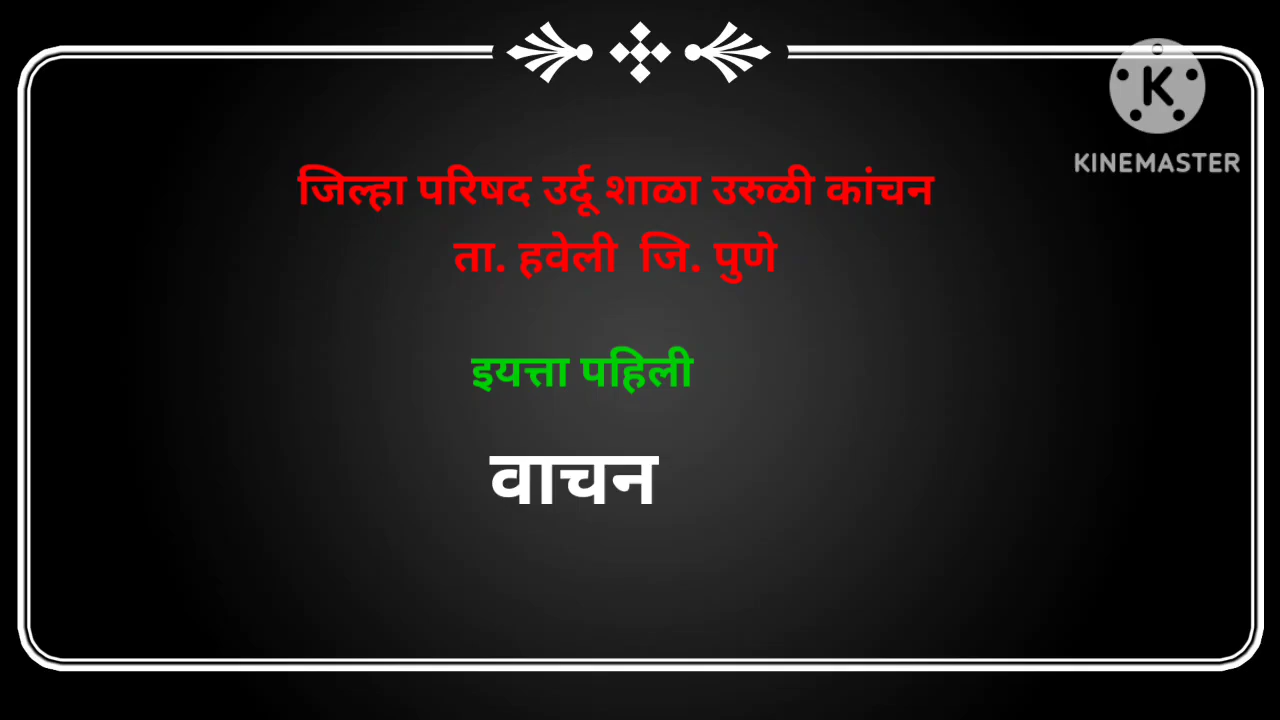 K
KINEMASTER
जिल्हा परिषद उर्दू शाळा उरुळी कांचन
ता. हवेली जि. पुणे
इयत्ता पहिली
वाचन